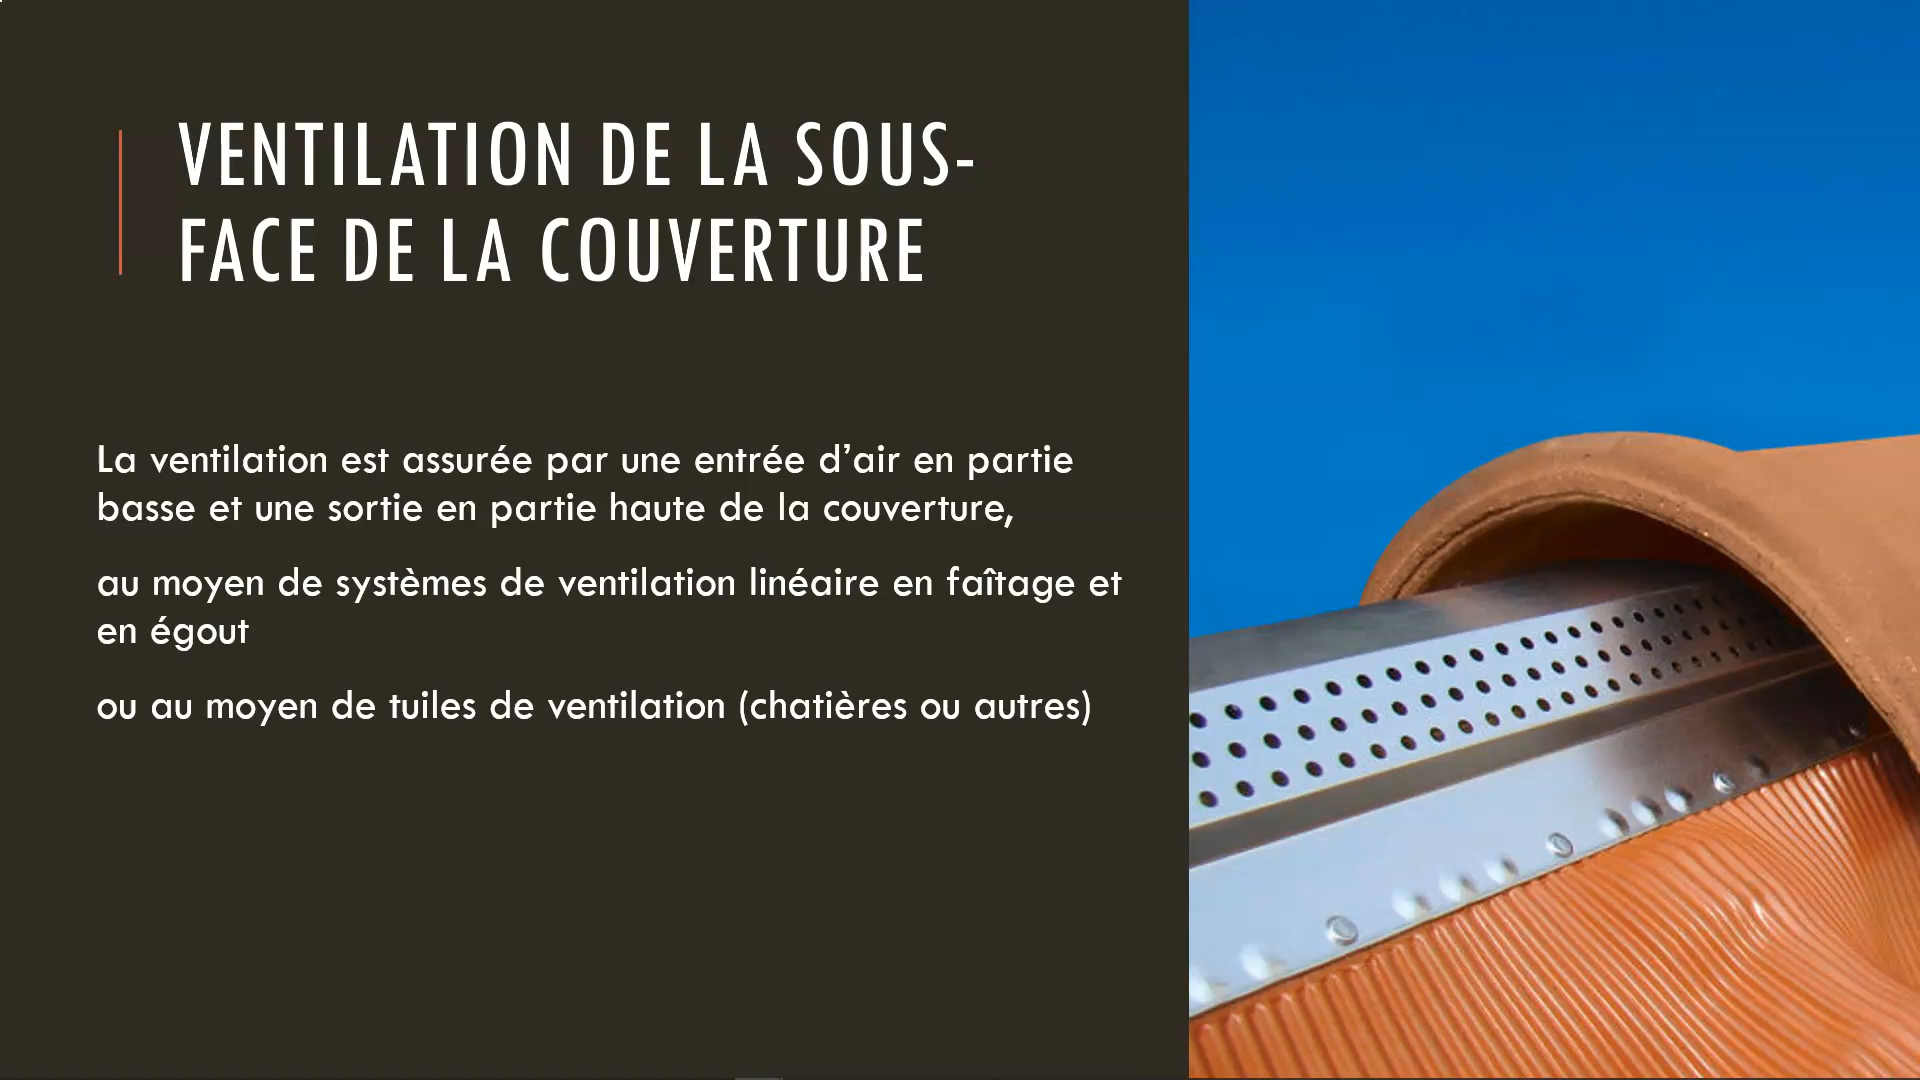 VENTILATION DE LA SOUS-
FACE DE LA COUVERTURE
La ventilation est assurée par une entrée d’air en partie
basse et une sortie en partie haute de la couverture,
au moyen de systèmes de ventilation linéaire en faîtage et
en égout
ou au moyen de tuiles de ventilation (chatières ou autres)